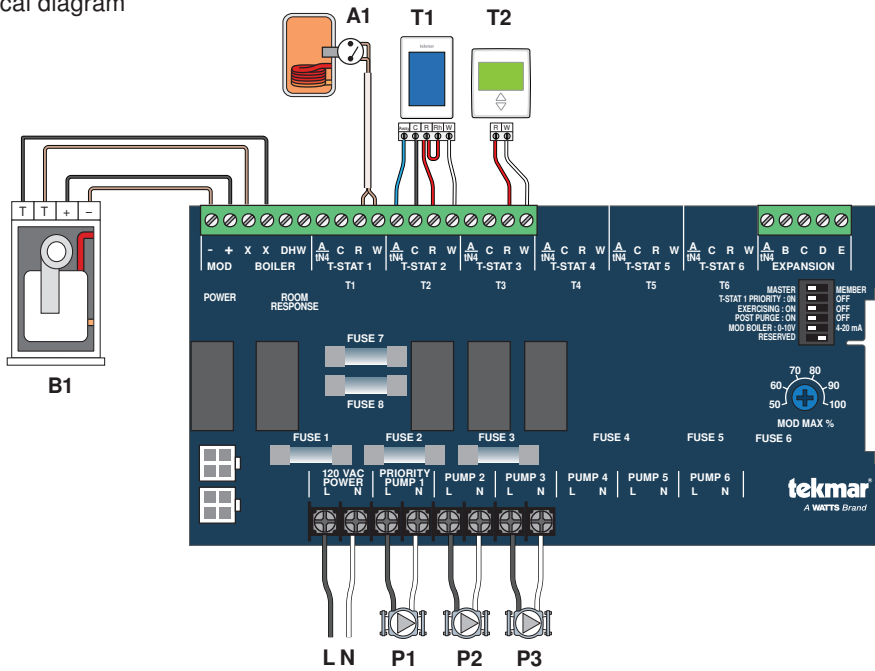 cal diagram
A1 T1 T2
tekmar
C R Rh W
R W
T T + −
B1
- + X X DHW A/tN4 C R W A/tN4 C R W A/tN4 C R W A/tN4 C R W A/tN4 C R W A/tN4 C R W A/tN4 B C D E
MOD BOILER T-STAT 1 T-STAT 2 T-STAT 3 T-STAT 4 T-STAT 5 T-STAT 6 EXPANSION
T1 T2 T3 T4 T5 T6
POWER
ROOM RESPONSE
MASTER MEMBER
T-STAT 1 PRIORITY : ON OFF
EXERCISING : ON OFF
POST PURGE : ON OFF
MOD BOILER : 0-10V 4-20 mA
RESERVED
FUSE 7
FUSE 8
70 80
60 90
50 100
MOD MAX %
FUSE 1 FUSE 2 FUSE 3 FUSE 4 FUSE 5 FUSE 6
120 VAC POWER
PRIORITY PUMP 1
PUMP 2 PUMP 3 PUMP 4 PUMP 5 PUMP 6
L N L N L N L N L N L N L N
tekmar®
A WATTS Brand
L N P1 P2 P3